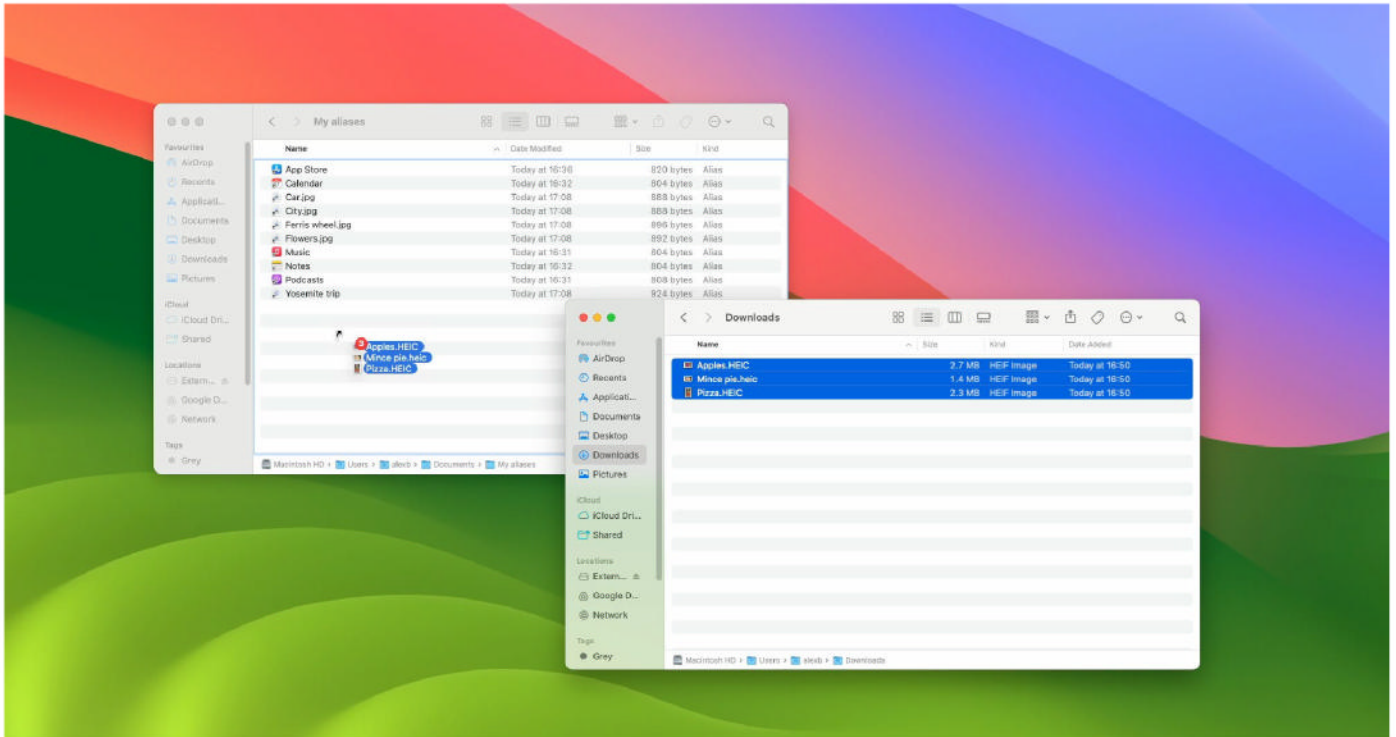 My aliases
Favourites
AirDrop
Recents
Applicati...
Documents
Desktop
Downloads
Pictures
iCloud
iCloud Dri...
Shared
Locations
Extern...
Google D...
Network
Tags
Grey
Name Date Modified Size Kind
App Store Today at 16:36 820 bytes Alias
Calendar Today at 16:32 804 bytes Alias
Car.jpg Today at 17:08 888 bytes Alias
City.jpg Today at 17:08 888 bytes Alias
Ferris wheel.jpg Today at 17:08 896 bytes Alias
Flowers.jpg Today at 17:08 892 bytes Alias
Music Today at 16:31 804 bytes Alias
Notes Today at 16:32 804 bytes Alias
Podcasts Today at 16:31 808 bytes Alias
Yosemite trip Today at 17:08 924 bytes Alias
3
Apples.HEIC
Mince pie.heic
Pizza.HEIC
Macintosh HD › Users › alexb › Documents › My aliases
Downloads
Favourites
AirDrop
Recents
Applicati...
Documents
Desktop
Downloads
Pictures
iCloud
iCloud Dri...
Shared
Locations
Extern...
Google D...
Network
Tags
Grey
Name Size Kind Date Added
Apples.HEIC 2.7 MB HEIF Image Today at 16:50
Mince pie.heic 1.4 MB HEIF Image Today at 16:50
Pizza.HEIC 2.3 MB HEIF Image Today at 16:50
Macintosh HD › Users › alexb › Downloads